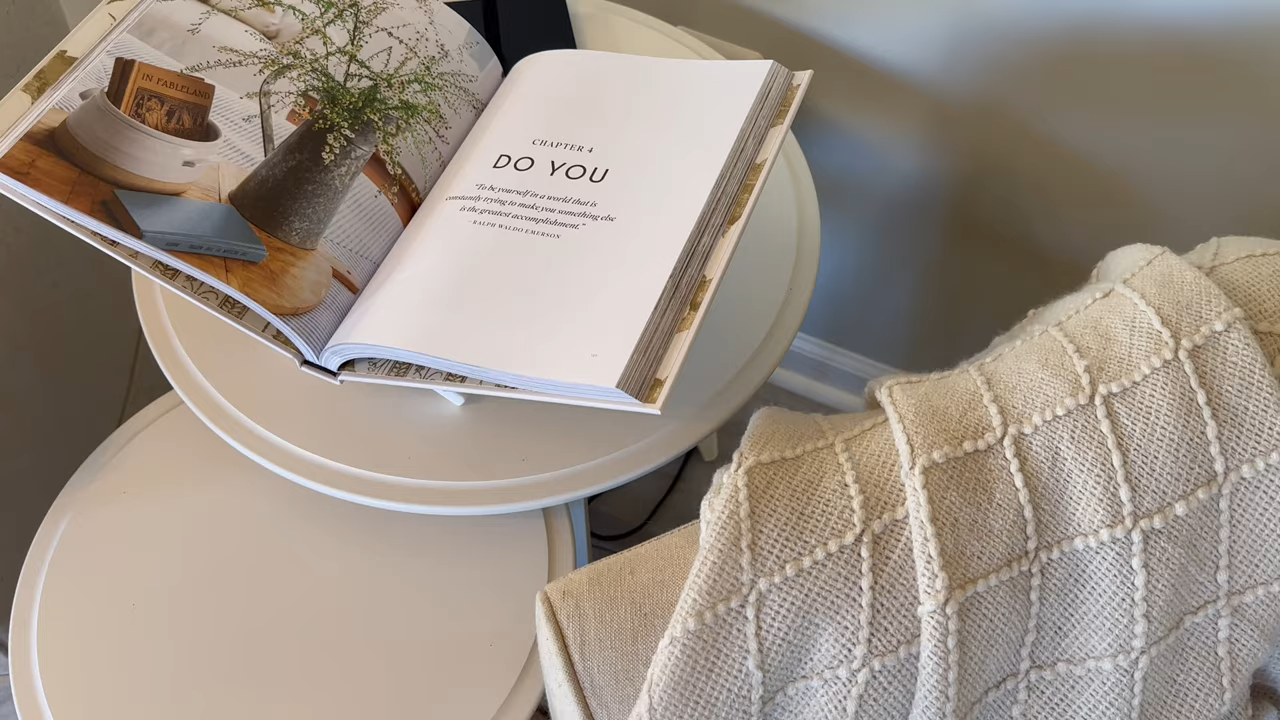 IN FABLELAND
CHAPTER 4
DO YOU
"To be yourself in a world that is
constantly trying to make you something else
is the greatest accomplishment."
–RALPH WALDO EMERSON